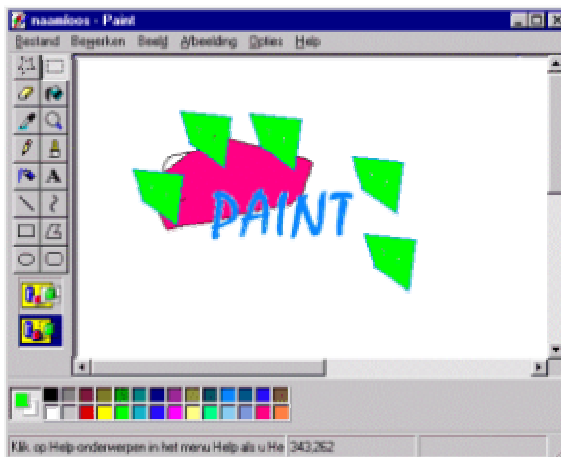 naamloos - Paint
Bestand Bewerken Beeld Afbeelding Opties Help
A
PAINT
Klik op Help-onderwerpen in het menu Help als u He 343,262